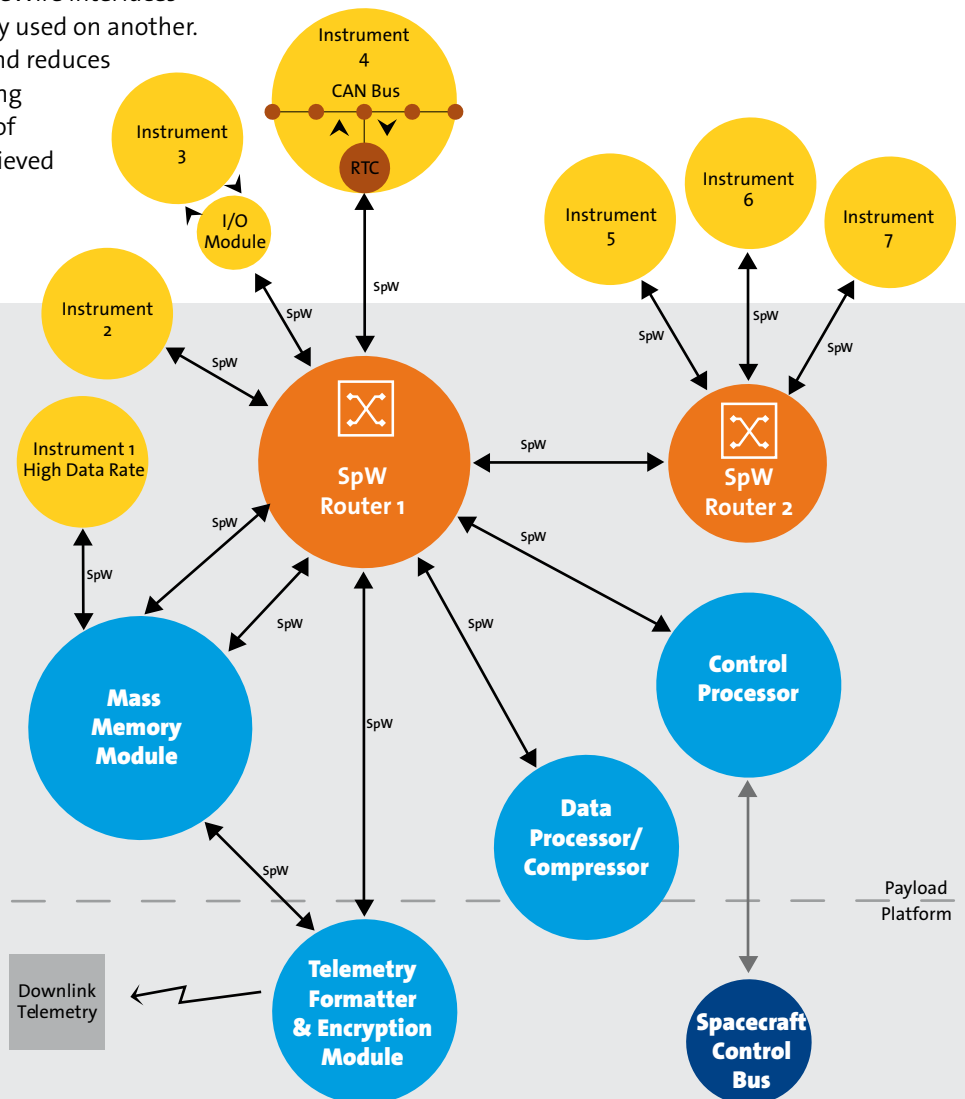 y used on another.
nd reduces
ng
of
ieved
Instrument
4
CAN Bus
RTC
Instrument
3
I/O
Module
Instrument
5
Instrument
6
Instrument
7
Instrument
2
SpW
SpW
SpW
SpW
SpW
SpW
Instrument 1
High Data Rate
SpW
Router 1
SpW
SpW
Router 2
SpW
SpW
SpW
SpW
SpW
SpW
Mass
Memory
Module
Control
Processor
SpW
Data
Processor/
Compressor
Payload
Platform
Telemetry
Formatter
& Encryption
Module
Downlink
Telemetry
Spacecraft
Control
Bus
SpW